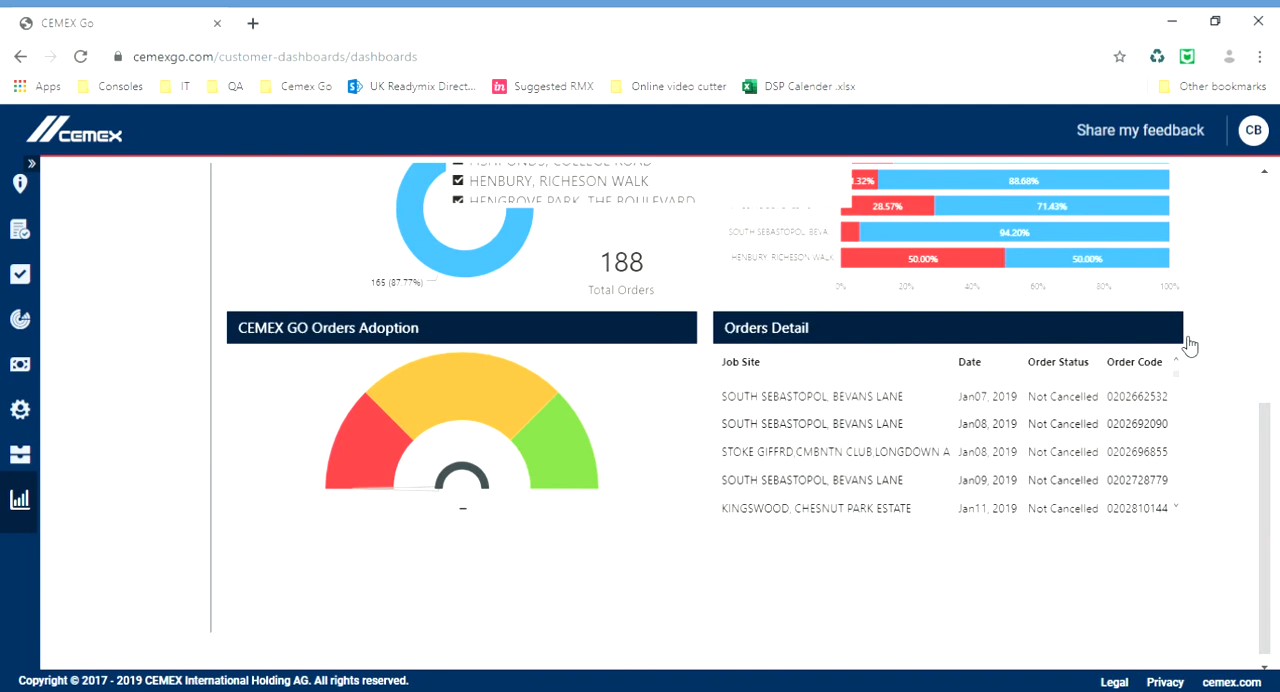 CEMEX Go
cemexgo.com/customer-dashboards/dashboards
Apps Consoles IT QA Cemex Go UK Readymix Direct... Suggested RMX Online video cutter DSP Calender .xlsx Other bookmarks
CEMEX Share my feedback CB
FISHPONDS, COLLEGE ROAD
HENBURY, RICHESON WALK
HENGROVE PARK, THE BOULEVARD
188
Total Orders
165 (87.77%)
.32% 88.68%
28.57% 71.43%
SOUTH SEBASTOPOL, BEVA... 94.20%
HENBURY, RICHESON WALK 50.00% 50.00%
0% 20% 40% 60% 80% 100%
CEMEX GO Orders Adoption
--
Orders Detail
Job Site Date Order Status Order Code
SOUTH SEBASTOPOL, BEVANS LANE Jan07, 2019 Not Cancelled 0202662532
SOUTH SEBASTOPOL, BEVANS LANE Jan08, 2019 Not Cancelled 0202692090
STOKE GIFFRD,CMBNTN CLUB,LONGDOWN A Jan08, 2019 Not Cancelled 0202696855
SOUTH SEBASTOPOL, BEVANS LANE Jan09, 2019 Not Cancelled 0202728779
KINGSWOOD, CHESNUT PARK ESTATE Jan11, 2019 Not Cancelled 0202810144
Copyright © 2017 - 2019 CEMEX International Holding AG. All rights reserved. Legal Privacy cemex.com